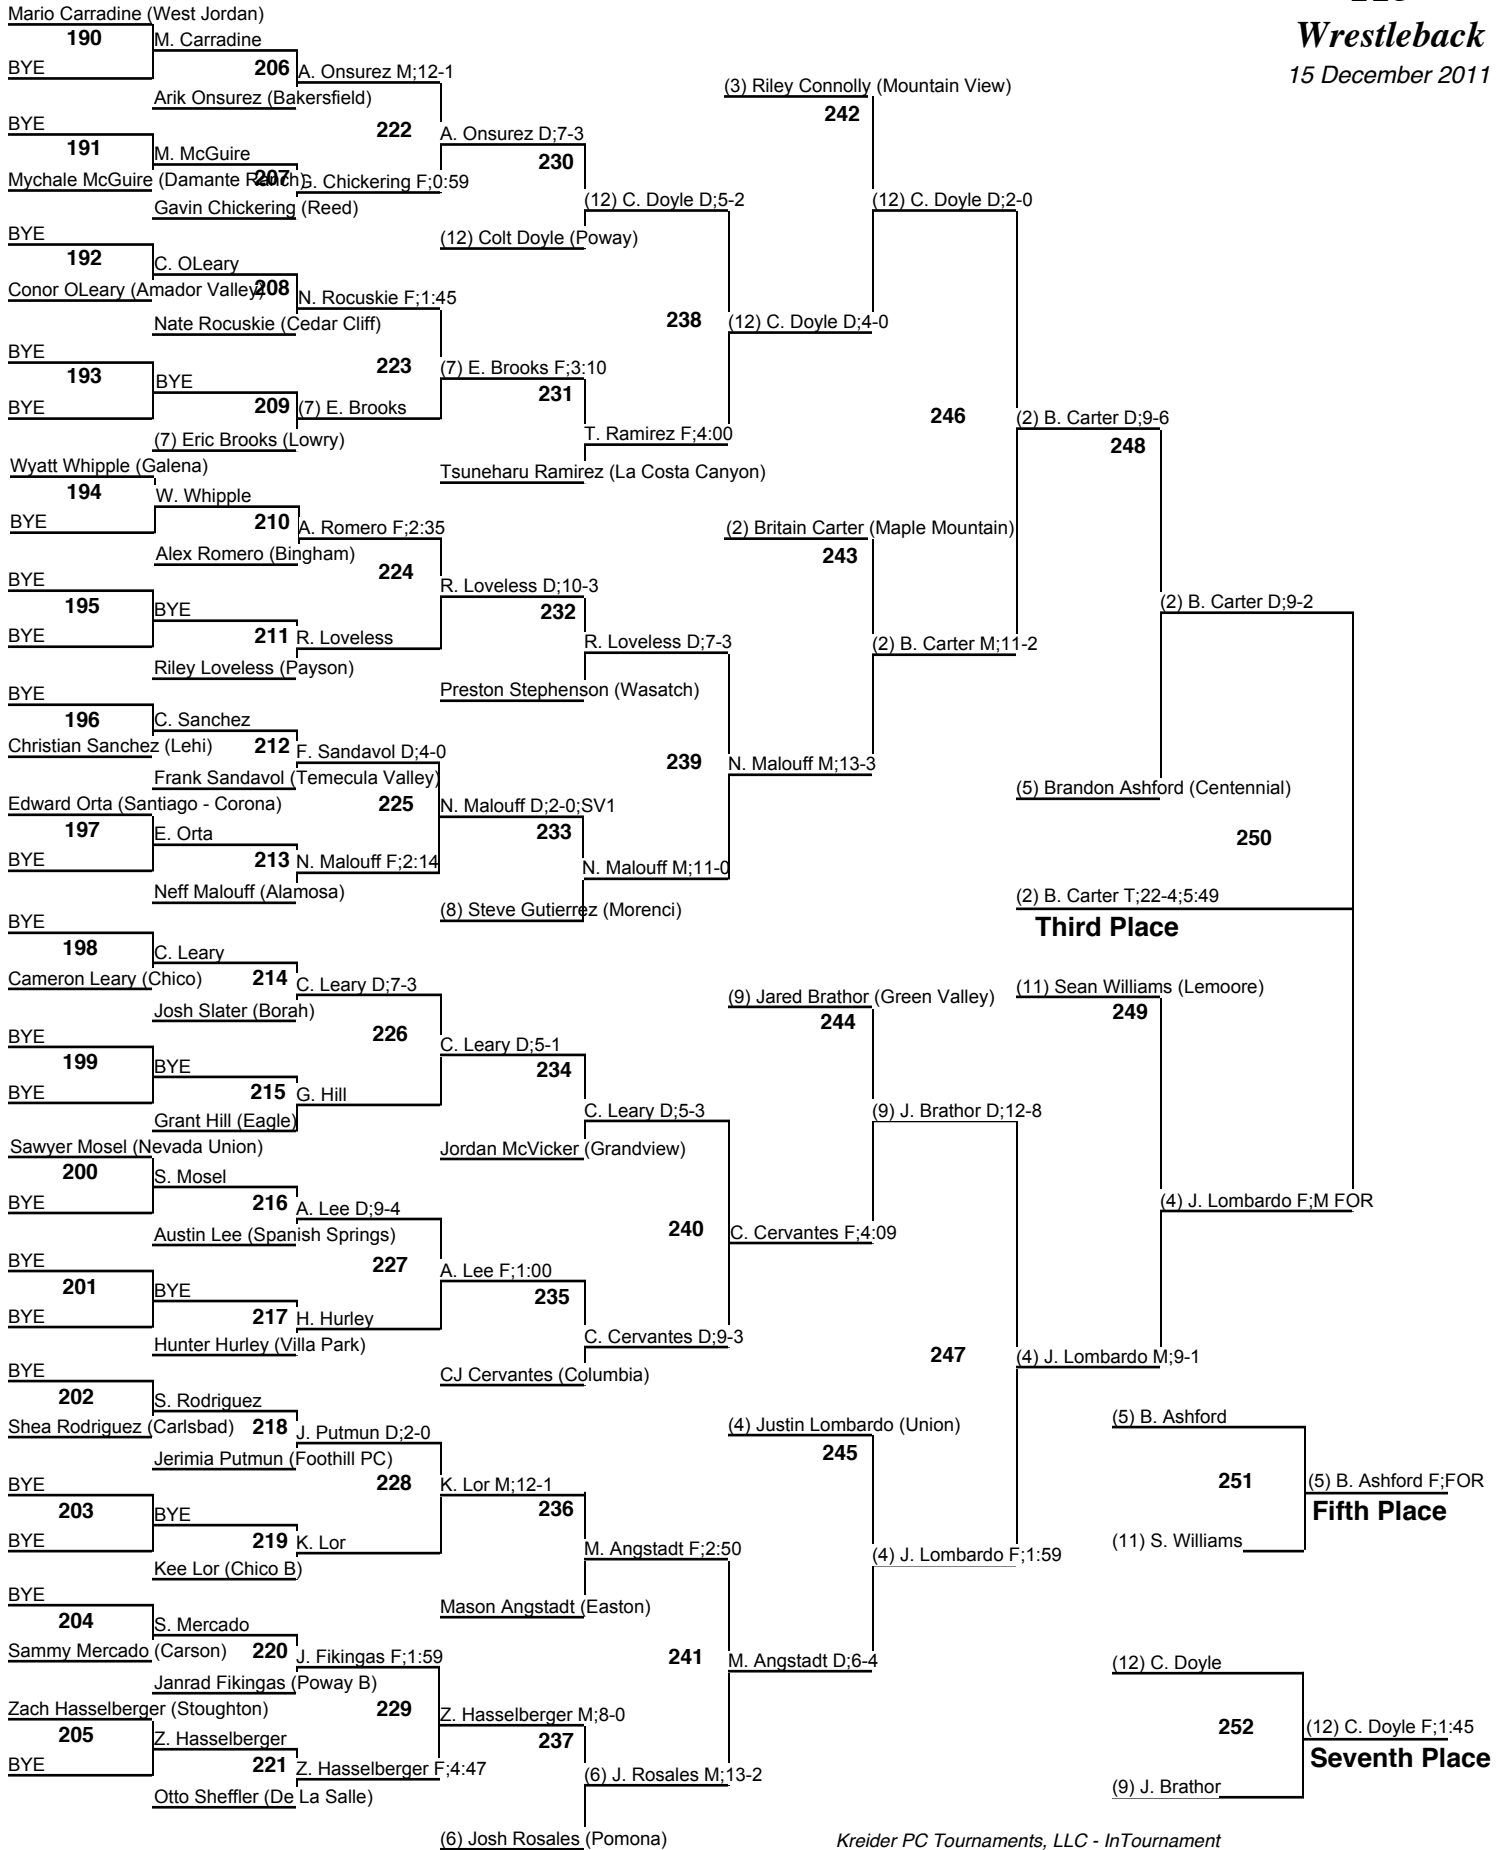 Wrestleback
15 December 2011
Mario Carradine (West Jordan)
190
M. Carradine
BYE
206
A. Onsurez M;12-1
Arik Onsurez (Bakersfield)
(3) Riley Connolly (Mountain View)
242
BYE
222
A. Onsurez D;7-3
191
M. McGuire
230
Mychale McGuire (Damante Ranch)
207
G. Chickering F;0:59
Gavin Chickering (Reed)
(12) C. Doyle D;5-2
(12) C. Doyle D;2-0
BYE
(12) Colt Doyle (Poway)
192
C. OLeary
Conor OLeary (Amador Valley)
208
N. Rocuskie F;1:45
Nate Rocuskie (Cedar Cliff)
238
(12) C. Doyle D;4-0
BYE
193
223
(7) E. Brooks F;3:10
BYE
231
BYE
209
(7) E. Brooks
246
(2) B. Carter D;9-6
(7) Eric Brooks (Lowry)
T. Ramirez F;4:00
248
Wyatt Whipple (Galena)
Tsuneharu Ramirez (La Costa Canyon)
194
W. Whipple
BYE
210
A. Romero F;2:35
(2) Britain Carter (Maple Mountain)
Alex Romero (Bingham)
243
BYE
224
R. Loveless D;10-3
195
BYE
232
(2) B. Carter D;9-2
BYE
211
R. Loveless
R. Loveless D;7-3
(2) B. Carter M;11-2
Riley Loveless (Payson)
BYE
Preston Stephenson (Wasatch)
196
C. Sanchez
Christian Sanchez (Lehi)
212
F. Sandavol D;4-0
239
N. Malouff M;13-3
Frank Sandavol (Temecula Valley)
(5) Brandon Ashford (Centennial)
Edward Orta (Santiago - Corona)
225
N. Malouff D;2-0;SV1
197
E. Orta
233
250
BYE
213
N. Malouff F;2:14
N. Malouff M;11-0
Neff Malouff (Alamosa)
(2) B. Carter T;22-4;5:49
(8) Steve Gutierrez (Morenci)
Third Place
BYE
198
C. Leary
Cameron Leary (Chico)
214
C. Leary D;7-3
(11) Sean Williams (Lemoore)
Josh Slater (Borah)
(9) Jared Brathor (Green Valley)
249
244
BYE
226
C. Leary D;5-1
199
BYE
234
BYE
215
G. Hill
C. Leary D;5-3
(9) J. Brathor D;12-8
Grant Hill (Eagle)
Sawyer Mosel (Nevada Union)
Jordan McVicker (Grandview)
200
S. Mosel
BYE
216
A. Lee D;9-4
(4) J. Lombardo F;M FOR
Austin Lee (Spanish Springs)
240
C. Cervantes F;4:09
BYE
227
A. Lee F;1:00
201
BYE
235
BYE
217
H. Hurley
C. Cervantes D;9-3
Hunter Hurley (Villa Park)
247
(4) J. Lombardo M;9-1
BYE
CJ Cervantes (Columbia)
202
S. Rodriguez
Shea Rodriguez (Carlsbad)
218
J. Putmun D;2-0
(4) Justin Lombardo (Union)
(5) B. Ashford
Jerimia Putmun (Foothill PC)
245
BYE
228
K. Lor M;12-1
251
(5) B. Ashford F;FOR
203
BYE
236
Fifth Place
BYE
219
K. Lor
M. Angstadt F;2:50
(4) J. Lombardo F;1:59
(11) S. Williams
Kee Lor (Chico B)
BYE
Mason Angstadt (Easton)
204
S. Mercado
Sammy Mercado (Carson)
220
J. Fikingas F;1:59
241
M. Angstadt D;6-4
(12) C. Doyle
Janrad Fikingas (Poway B)
Zach Hasselberger (Stoughton)
229
Z. Hasselberger M;8-0
205
Z. Hasselberger
237
252
(12) C. Doyle F;1:45
BYE
221
Z. Hasselberger F;4:47
(6) J. Rosales M;13-2
Seventh Place
Otto Sheffler (De La Salle)
(9) J. Brathor
(6) Josh Rosales (Pomona)
Kreider PC Tournaments, LLC - InTournament